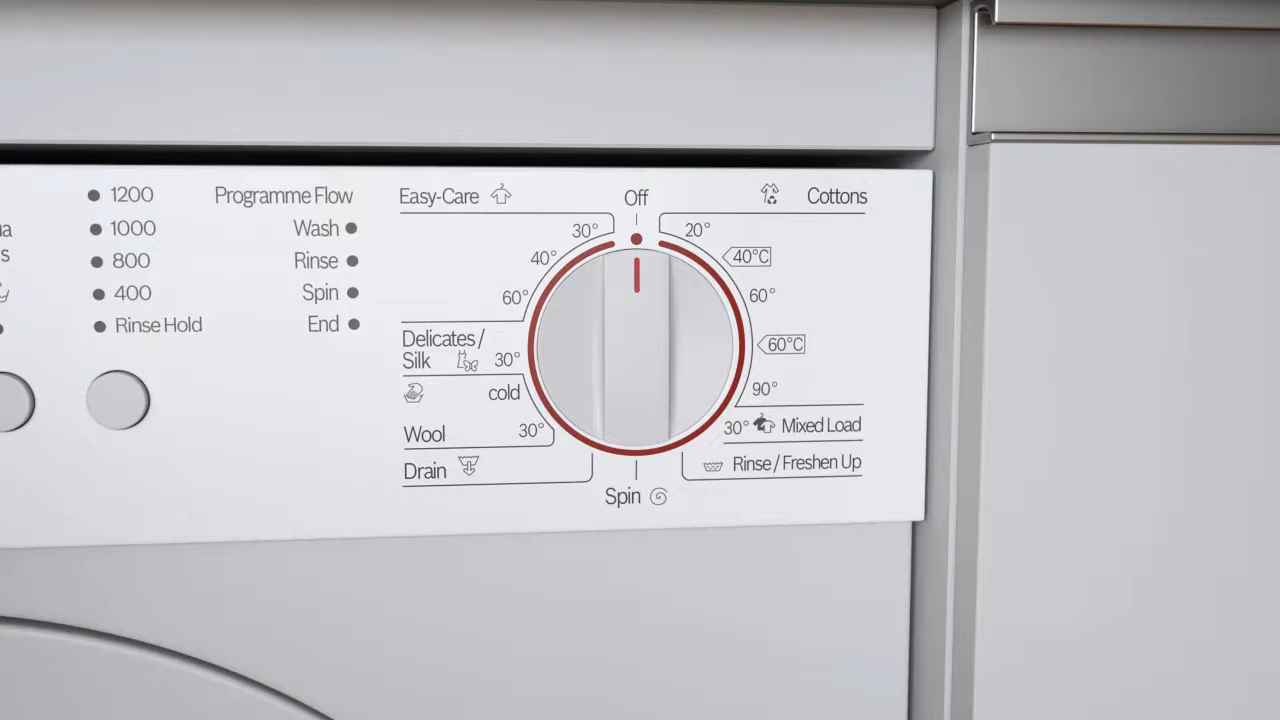 1200
1000
800
400
Rinse Hold
Programme Flow
Wash
Rinse
Spin
End
Easy-Care
30°
40°
60°
Delicates /
Silk 30°
cold
Wool 30°
Drain
Off
Spin
Cottons
20°
40°C
60°
60°C
90°
30° Mixed Load
Rinse / Freshen Up